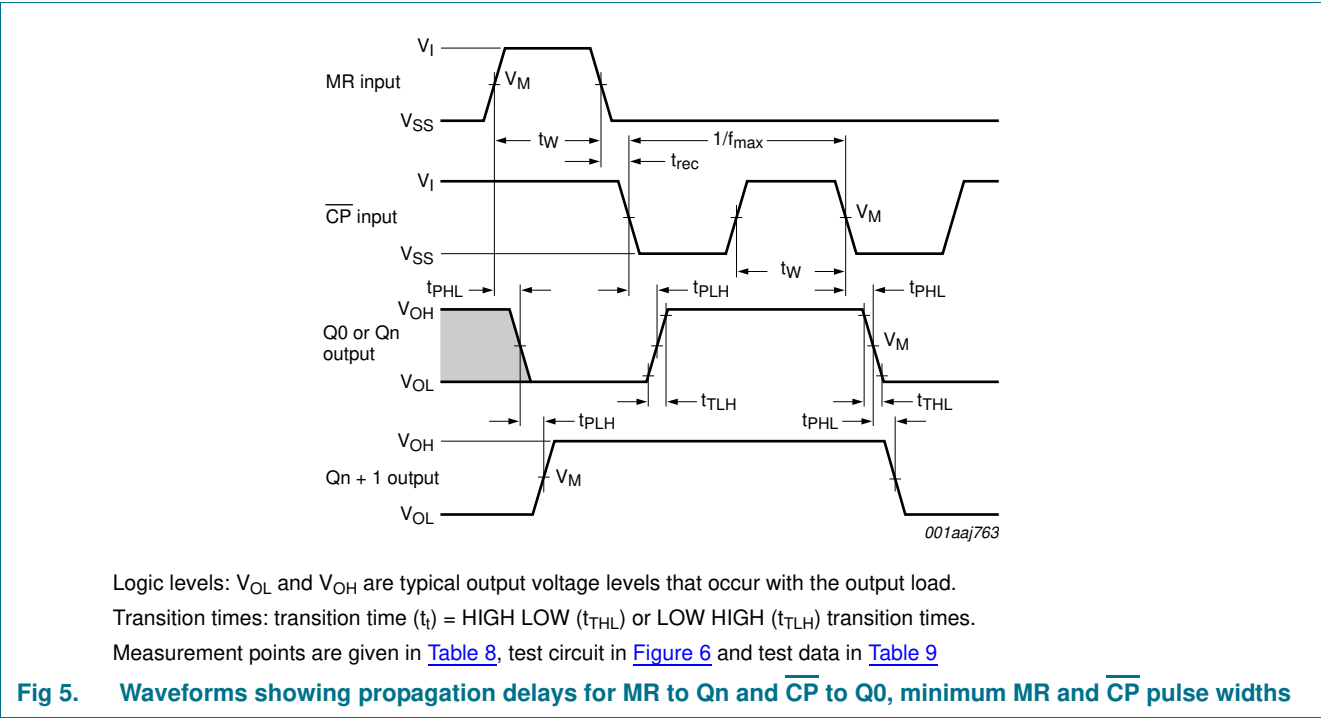 V_I
MR input
V_M
V_SS
t_W
1/f_max
t_rec
V_I
C̅P̅ input
V_M
V_SS
t_W
t_PHL
t_PLH
t_PHL
V_OH
Q0 or Qn
output
V_M
V_OL
t_TLH
t_THL
t_PLH
t_PHL
V_OH
Qn + 1 output
V_M
V_OL
001aaj763
Logic levels: V_OL and V_OH are typical output voltage levels that occur with the output load.
Transition times: transition time (t_t) = HIGH LOW (t_THL) or LOW HIGH (t_TLH) transition times.
Measurement points are given in Table 8, test circuit in Figure 6 and test data in Table 9
Fig 5. Waveforms showing propagation delays for MR to Qn and C̅P̅ to Q0, minimum MR and C̅P̅ pulse widths